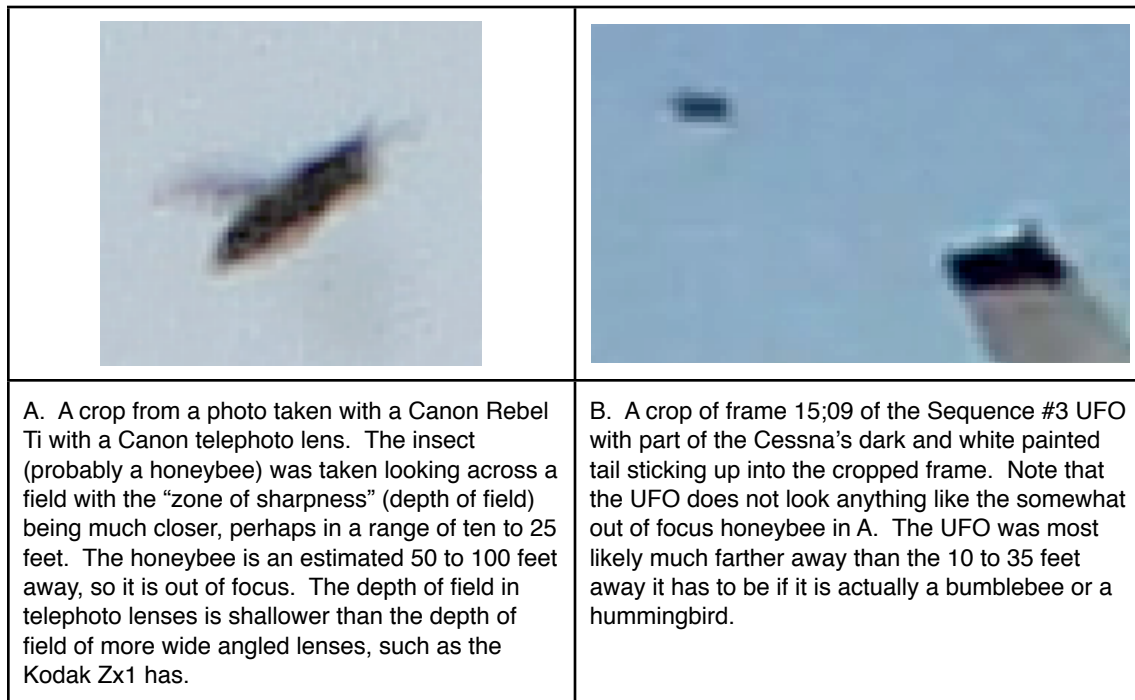 A.  A crop from a photo taken with a Canon Rebel
Ti with a Canon telephoto lens.  The insect
(probably a honeybee) was taken looking across a
field with the “zone of sharpness” (depth of field)
being much closer, perhaps in a range of ten to 25
feet.  The honeybee is an estimated 50 to 100 feet
away, so it is out of focus.  The depth of field in
telephoto lenses is shallower than the depth of
field of more wide angled lenses, such as the
Kodak Zx1 has.
B.  A crop of frame 15;09 of the Sequence #3 UFO
with part of the Cessna’s dark and white painted
tail sticking up into the cropped frame.  Note that
the UFO does not look anything like the somewhat
out of focus honeybee in A.  The UFO was most
likely much farther away than the 10 to 35 feet
away it has to be if it is actually a bumblebee or a
hummingbird.